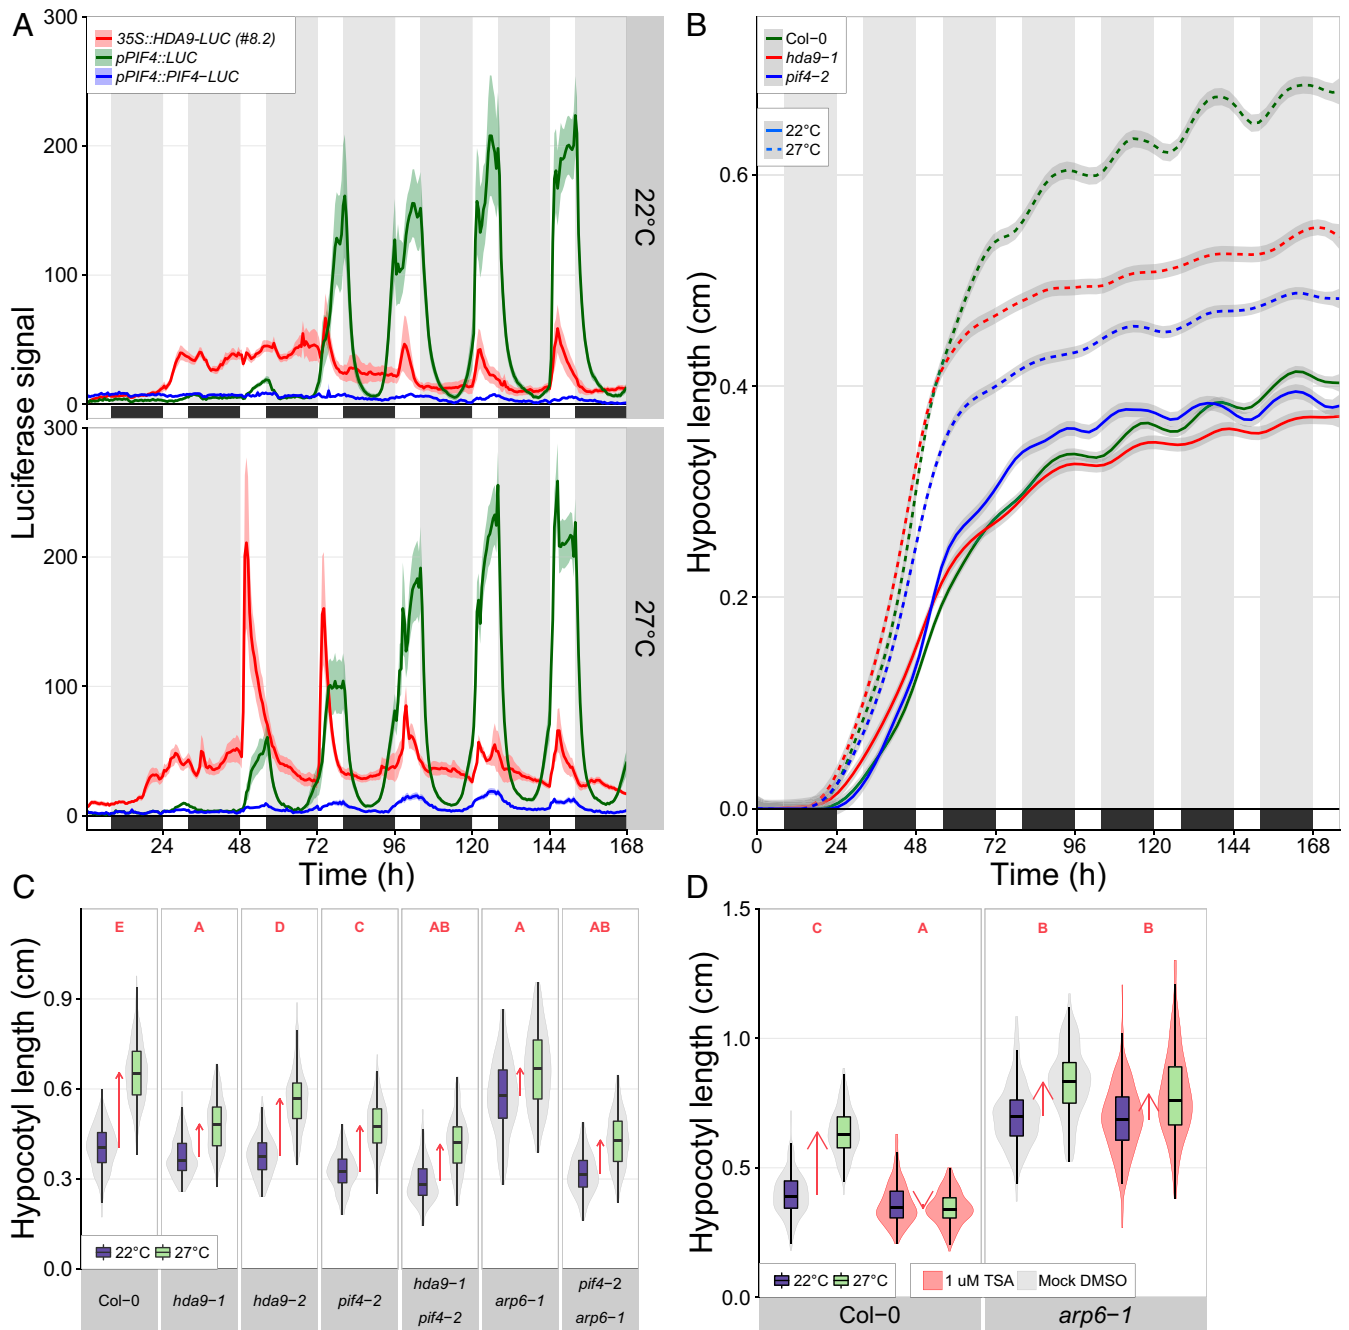 A
300
200
100
0
35S::HDA9-LUC (#8.2)
pPIF4::LUC
pPIF4::PIF4−LUC
22°C
300
200
100
0
27°C
Luciferase signal
24 48 72 96 120 144 168
Time (h)
B
Col−0
hda9−1
pif4−2
22°C
27°C
0.6
0.4
0.2
0.0
Hypocotyl length (cm)
0 24 48 72 96 120 144 168
Time (h)
C
E A D C AB A AB
0.9
0.6
0.3
0.0
Hypocotyl length (cm)
22°C 27°C
Col−0 hda9−1 hda9−2 pif4−2 hda9−1 pif4−2 arp6−1 pif4−2 arp6−1
D
C A B B
1.5
1.0
0.5
0.0
Hypocotyl length (cm)
22°C 27°C 1 uM TSA Mock DMSO
Col−0 arp6−1